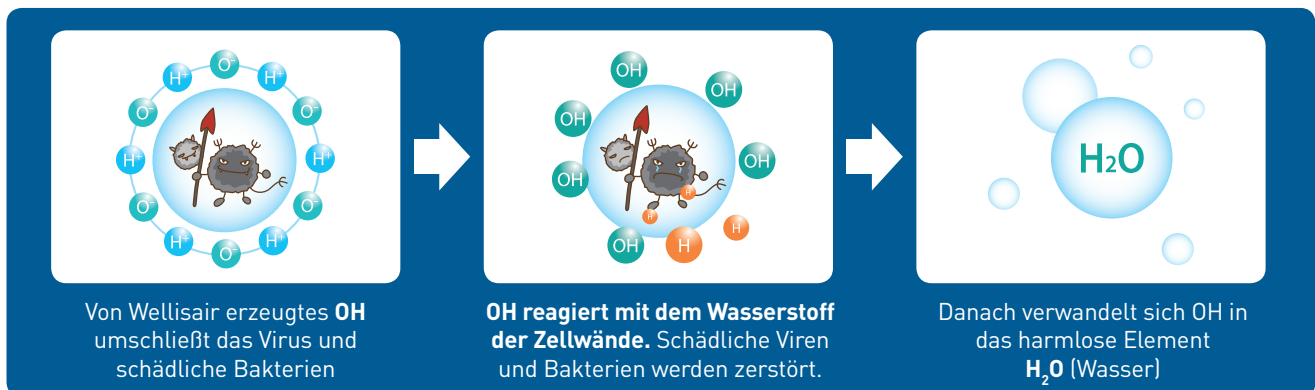 O⁻
H⁺
H⁺
O⁻
O⁻
H⁺
H⁺
O⁻
O⁻
H⁺
H⁺
O⁻
Von Wellisair erzeugtes OH
umschließt das Virus und
schädliche Bakterien
OH
OH
OH
OH
OH
H
H
OH
H
H
OH reagiert mit dem Wasserstoff
der Zellwände. Schädliche Viren
und Bakterien werden zerstört.
H₂O
Danach verwandelt sich OH in
das harmlose Element
H₂O (Wasser)